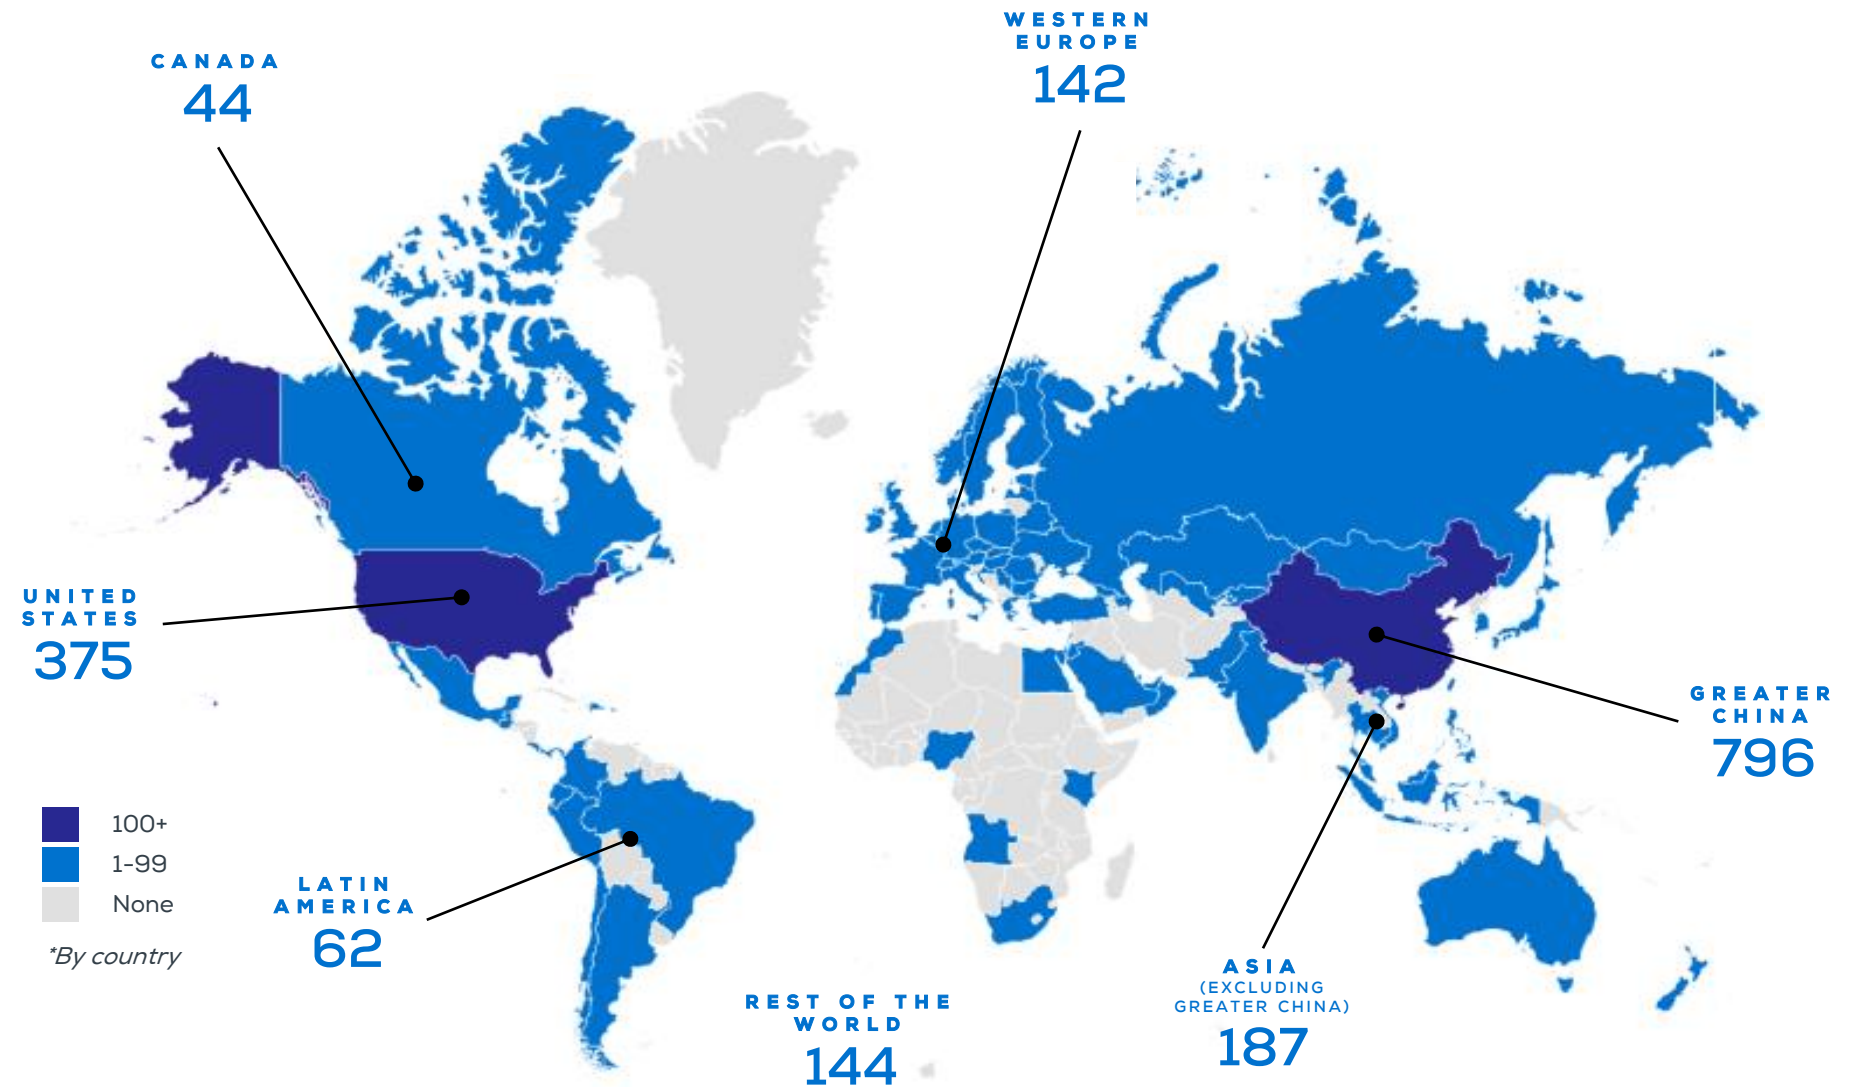 WESTERN
EUROPE
142
CANADA
44
UNITED
STATES
375
GREATER
CHINA
796
100+
1-99
None
*By country
LATIN
AMERICA
62
REST OF THE
WORLD
144
ASIA
(EXCLUDING
GREATER CHINA)
187